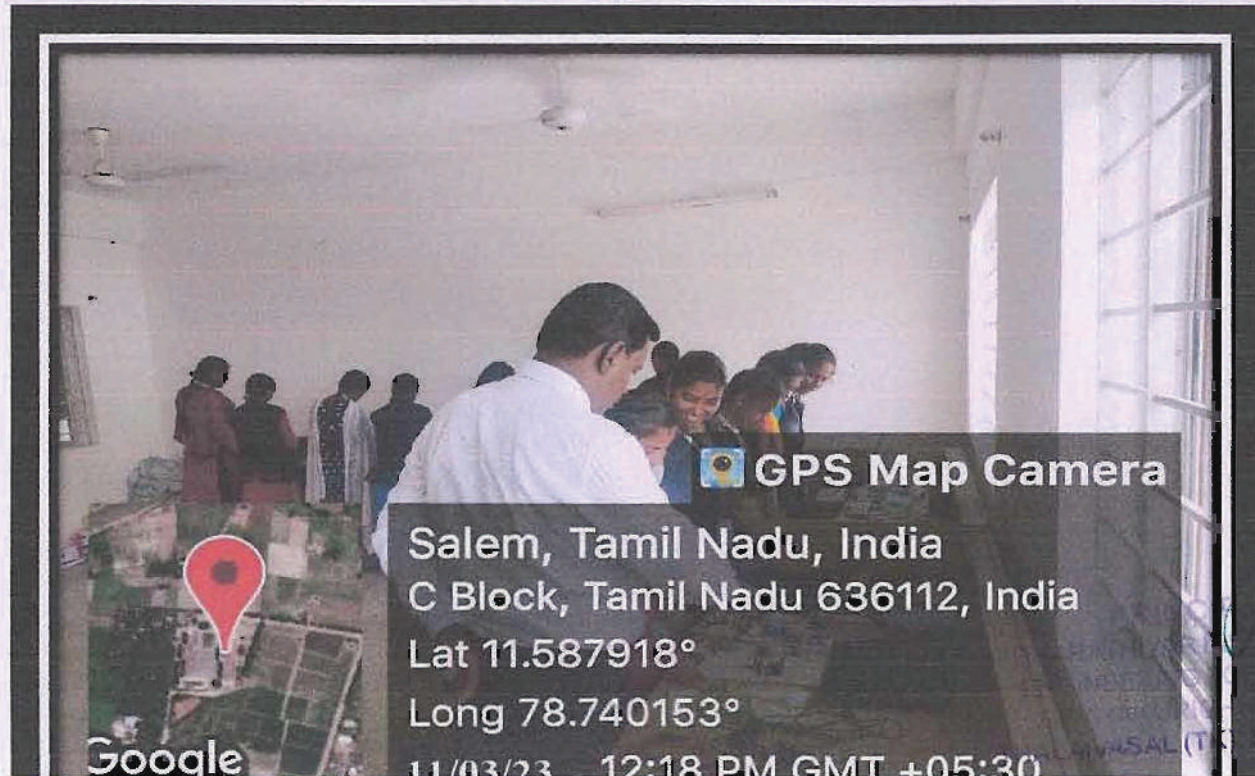 GPS Map Camera
Salem, Tamil Nadu, India
C Block, Tamil Nadu 636112, India
Lat 11.587918°
Long 78.740153°
Google
11/03/23 12:18 PM GMT +05:30